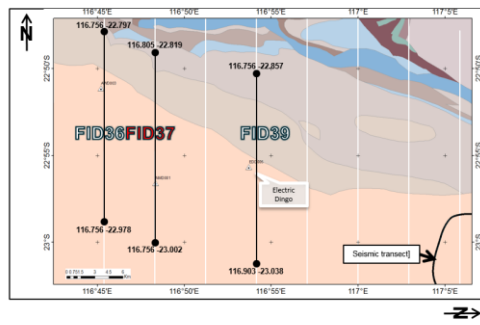 116°45'E 116°50'E 116°55'E 117°0'E 117°5'E
N
116.756 -22.797
116.805 -22.819
116.756 -22.857
22°50'S
FID36 FID37 FID39
22°55'S
Electric
Dingo
116.756 -22.978
23°S
116.756 -23.002
Seismic transect]
116.903 -23.038
116°45'E 116°50'E 116°55'E 117°0'E 117°5'E
N